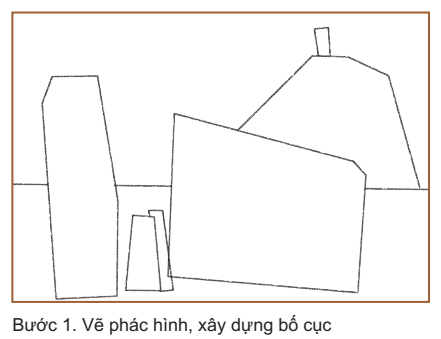 Bước 1. Vẽ phác hình, xây dựng bố cục